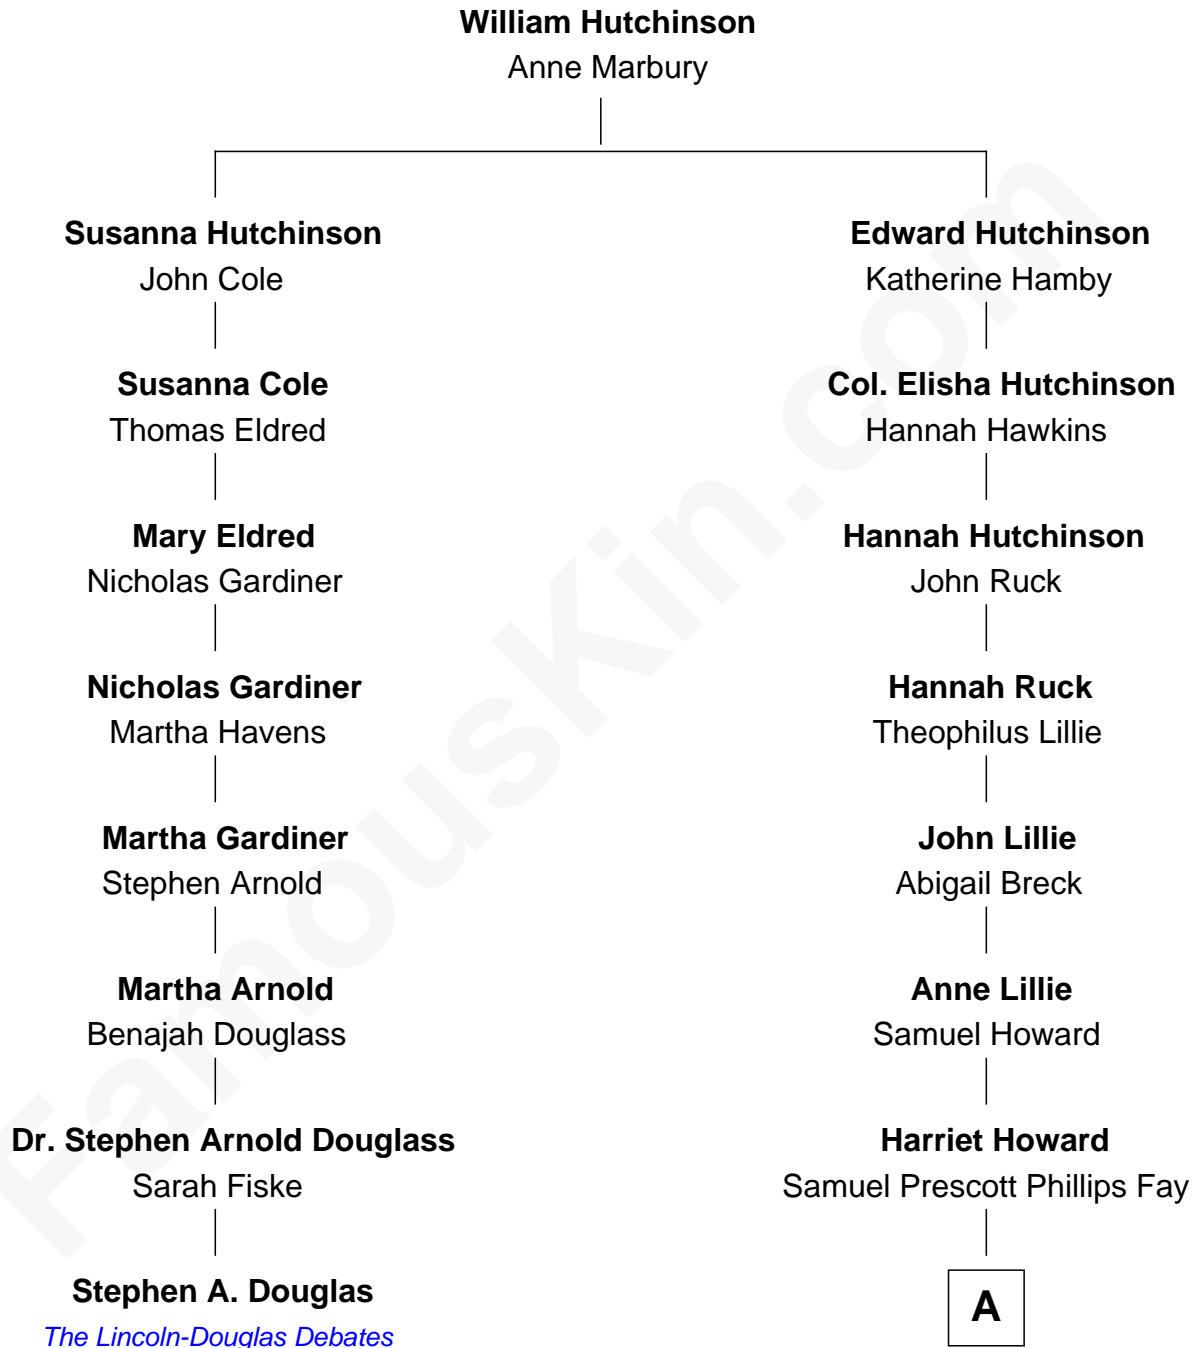 William Hutchinson
Anne Marbury
Susanna Hutchinson
John Cole
Edward Hutchinson
Katherine Hamby
Susanna Cole
Thomas Eldred
Col. Elisha Hutchinson
Hannah Hawkins
Mary Eldred
Nicholas Gardiner
Hannah Hutchinson
John Ruck
Nicholas Gardiner
Martha Havens
Hannah Ruck
Theophilus Lillie
Martha Gardiner
Stephen Arnold
John Lillie
Abigail Breck
Martha Arnold
Benajah Douglass
Anne Lillie
Samuel Howard
Dr. Stephen Arnold Douglass
Sarah Fiske
Harriet Howard
Samuel Prescott Phillips Fay
Stephen A. Douglas
The Lincoln-Douglas Debates
A
FamousKin.com